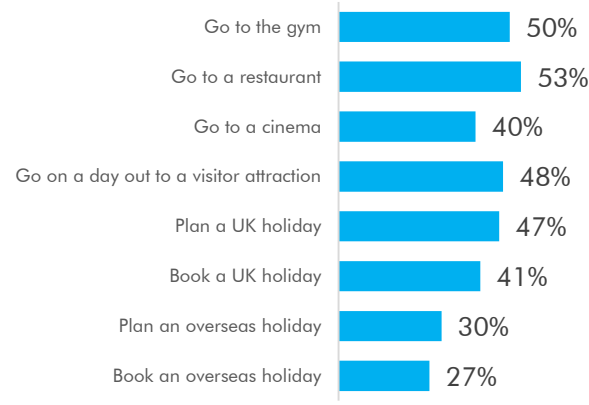 Go to the gym 50%
Go to a restaurant 53%
Go to a cinema 40%
Go on a day out to a visitor attraction 48%
Plan a UK holiday 47%
Book a UK holiday 41%
Plan an overseas holiday 30%
Book an overseas holiday 27%